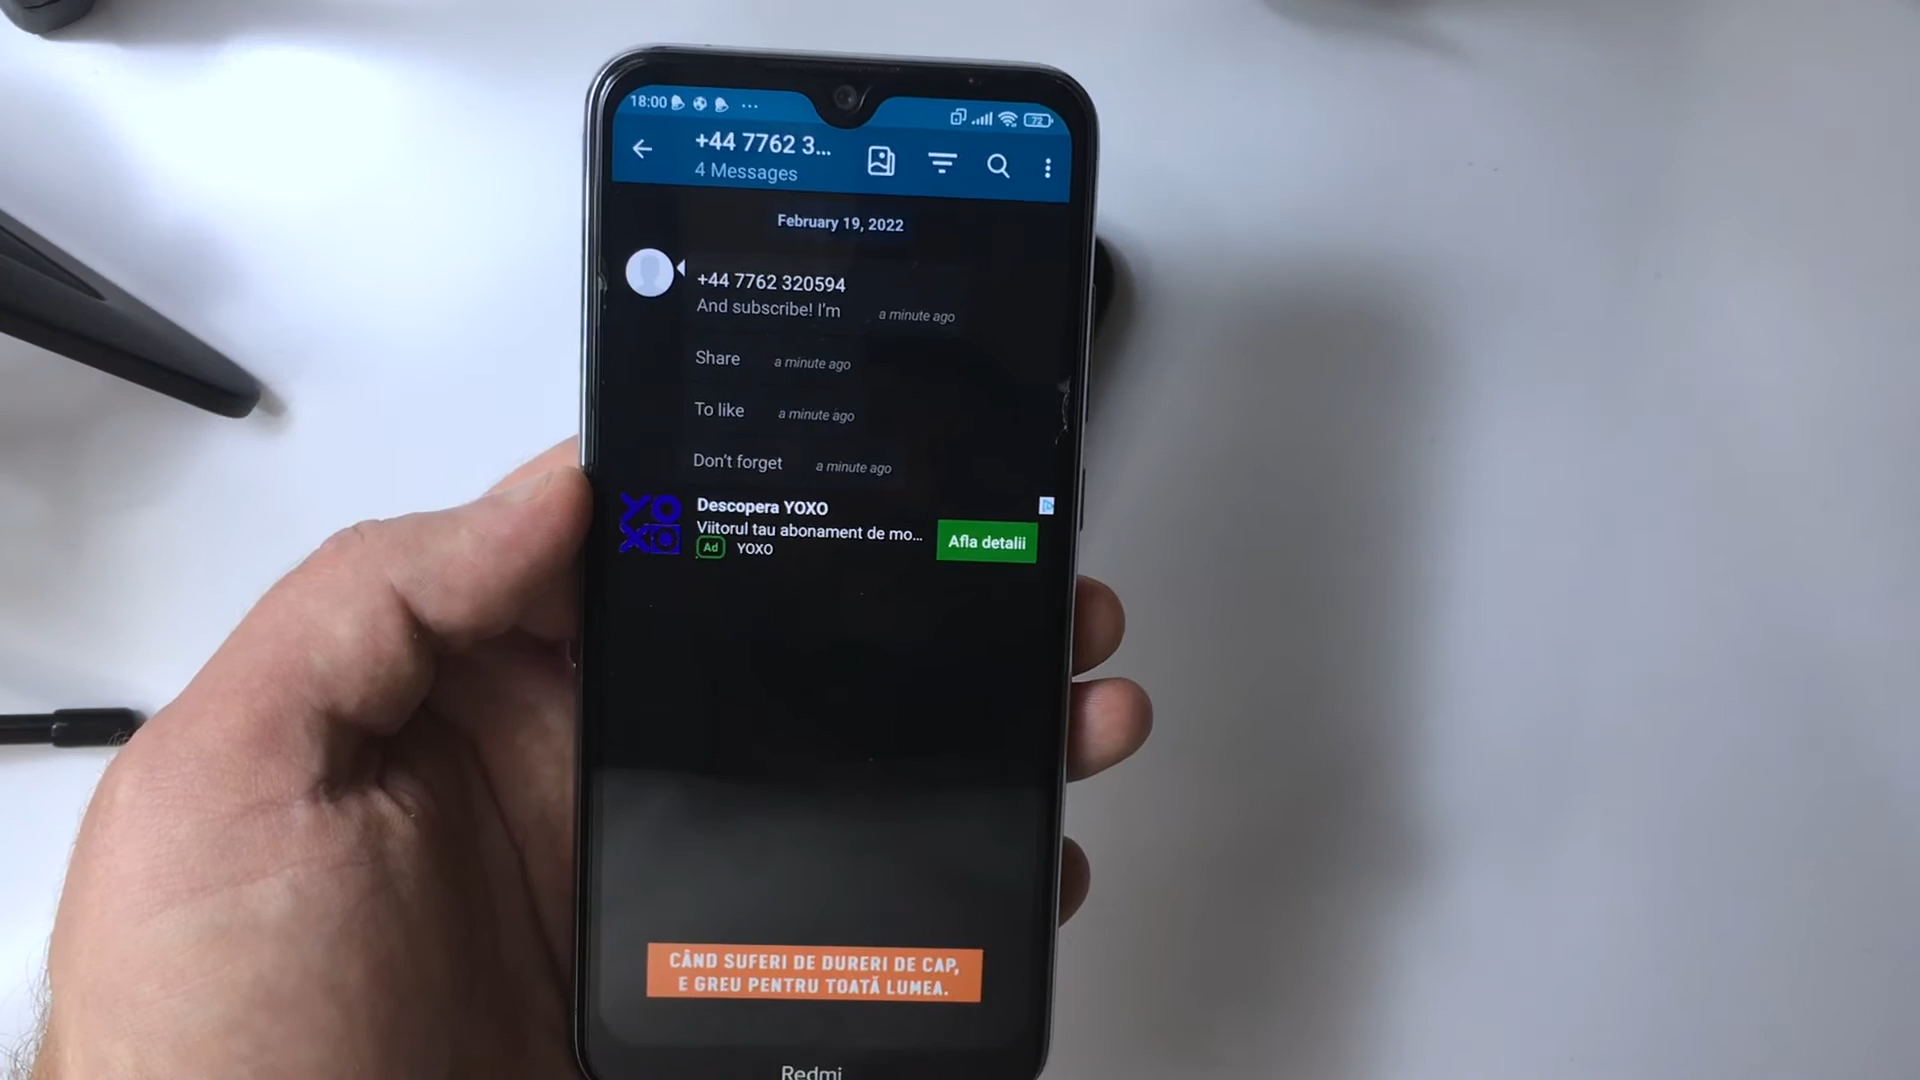 18:00
72
+44 7762 3...
4 Messages
February 19, 2022
+44 7762 320594
And subscribe! I'm a minute ago
Share a minute ago
To like a minute ago
Don't forget a minute ago
YOXO
Descopera YOXO
Viitorul tau abonament de mo...
Ad YOXO
Afla detalii
CÂND SUFERI DE DURERI DE CAP,
E GREU PENTRU TOATĂ LUMEA.
Redmi